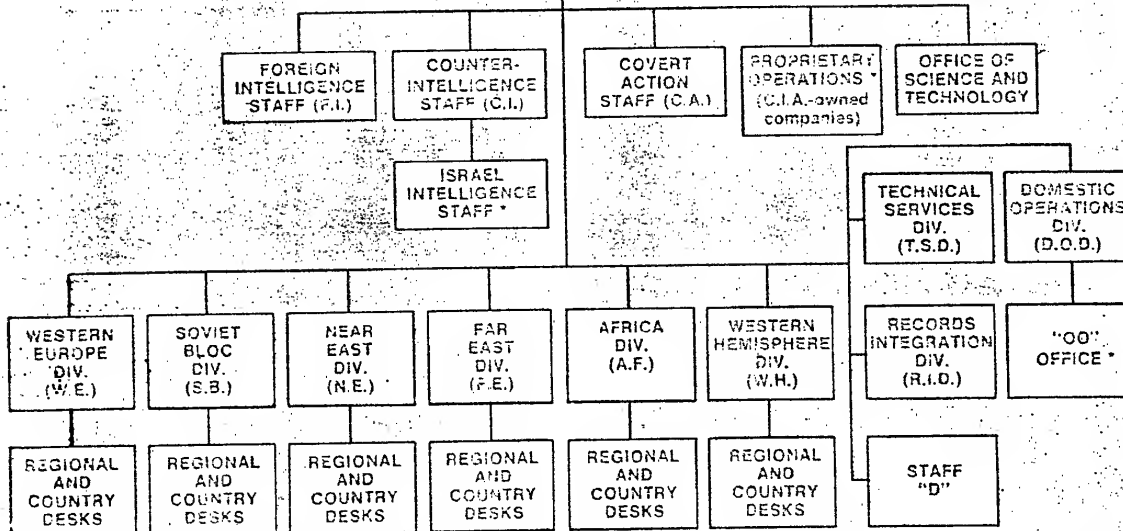 FOREIGN
INTELLIGENCE
STAFF (F.I.)
COUNTER-
INTELLIGENCE
STAFF (C.I.)
COVERT
ACTION
STAFF (C.A.)
PROPRIETARY
OPERATIONS *
(C.I.A.-owned
companies)
OFFICE OF
SCIENCE AND
TECHNOLOGY
ISRAEL
INTELLIGENCE
STAFF *
TECHNICAL
SERVICES
DIV.
(T.S.D.)
DOMESTIC
OPERATIONS
DIV.
(D.O.D.)
WESTERN
EUROPE
DIV.
(W.E.)
SOVIET
BLOC
DIV.
(S.B.)
NEAR
EAST
DIV.
(N.E.)
FAR
EAST
DIV.
(F.E.)
AFRICA
DIV.
(A.F.)
WESTERN
HEMISPHERE
DIV.
(W.H.)
RECORDS
INTEGRATION
DIV.
(R.I.D.)
"OO"
OFFICE *
REGIONAL
AND
COUNTRY
DESKS
REGIONAL
AND
COUNTRY
DESKS
REGIONAL
AND
COUNTRY
DESKS
REGIONAL
AND
COUNTRY
DESKS
REGIONAL
AND
COUNTRY
DESKS
REGIONAL
AND
COUNTRY
DESKS
STAFF
"D"